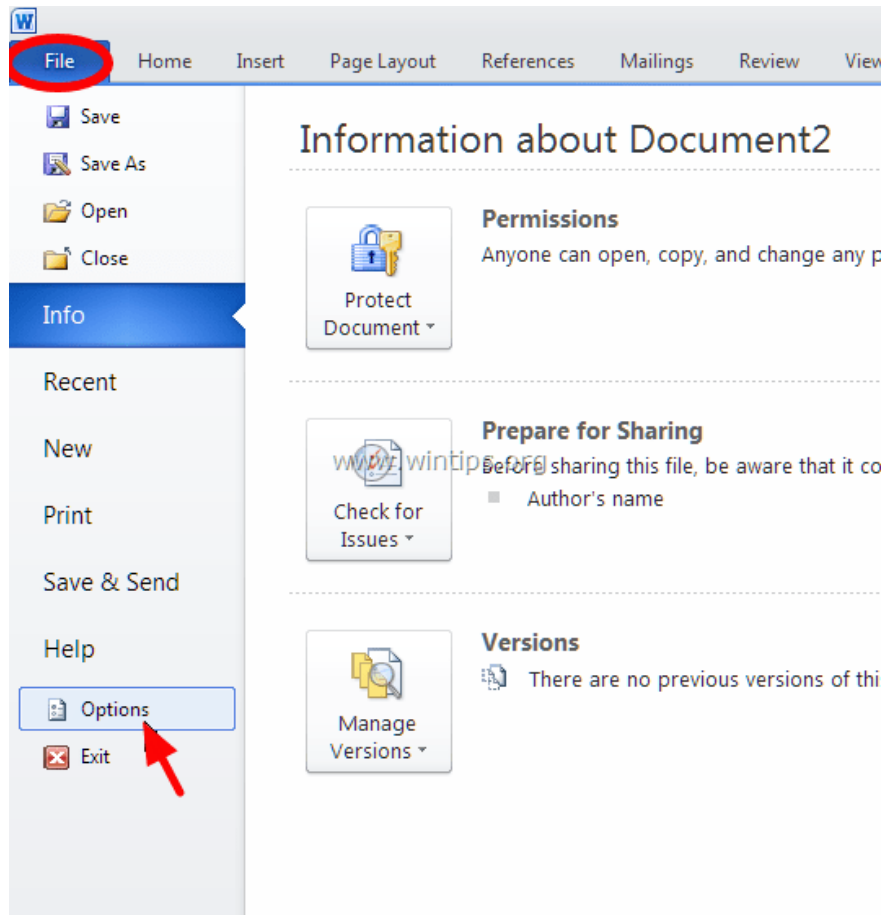 W
File Home Insert Page Layout References Mailings Review View
Save
Save As
Open
Close
Info
Recent
New
Print
Save & Send
Help
Options
Exit
Information about Document2
Protect
Document
Permissions
Anyone can open, copy, and change any p
Check for
Issues
Prepare for Sharing
Before sharing this file, be aware that it co
Author's name
www.wintips.org
Manage
Versions
Versions
There are no previous versions of thi